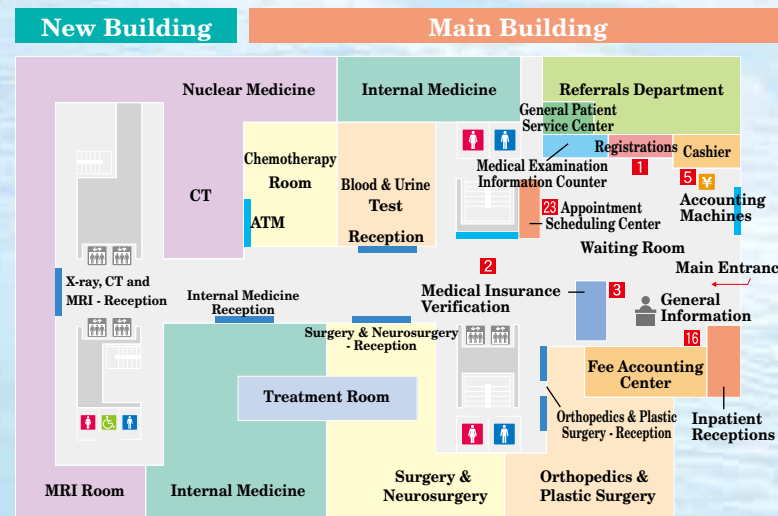 New Building
Main Building
Nuclear Medicine
Internal Medicine
Referrals Department
General Patient
Service Center
Registrations
Cashier
Medical Examination
Information Counter
1
5
¥
Accounting
Machines
Chemotherapy
Room
CT
ATM
Blood & Urine
Test
Reception
23 Appointment
Scheduling Center
Waiting Room
Main Entranc
X-ray, CT and
MRI - Reception
Internal Medicine
Reception
2
Medical Insurance
Verification
3
General
Information
16
Surgery & Neurosurgery
- Reception
Fee Accounting
Center
Treatment Room
Orthopedics & Plastic
Surgery - Reception
Inpatient
Receptions
MRI Room
Internal Medicine
Surgery &
Neurosurgery
Orthopedics &
Plastic Surgery